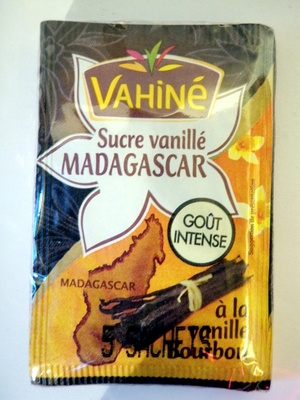 VAHiNé
Sucre vanillé
MADAGASCAR
GOÛT
INTENSE
MADAGASCAR
à la
vanille
Bourbon
5 SACHETS